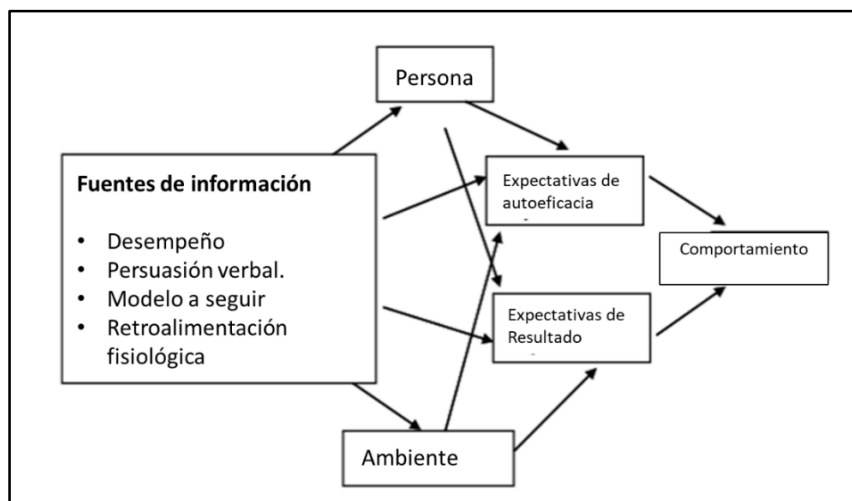 Persona
Fuentes de información
• Desempeño
• Persuasión verbal.
• Modelo a seguir
• Retroalimentación
fisiológica
Expectativas de
autoeficacia
Comportamiento
Expectativas de
Resultado
Ambiente